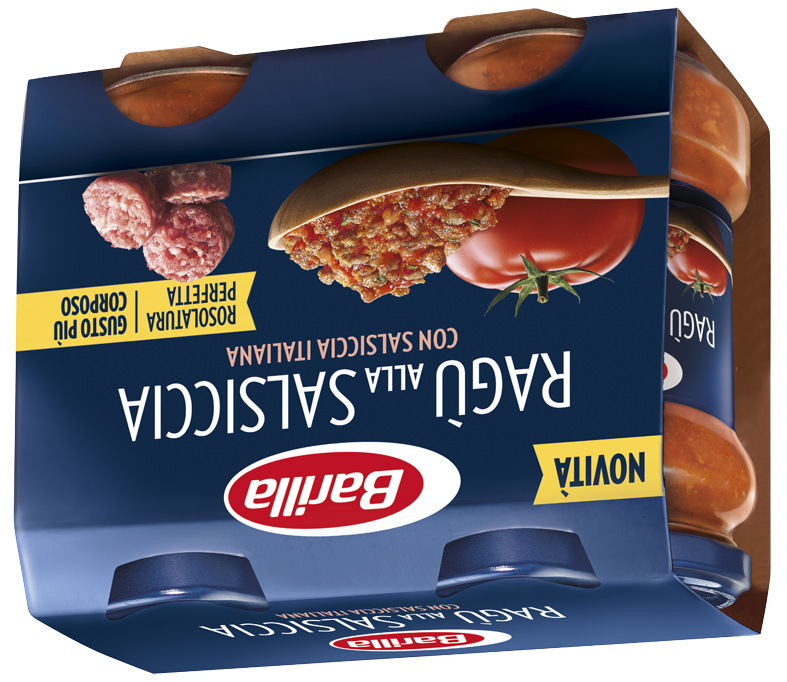 Barilla
RAGÙ ALLA SALSICCIA
CON SALSICCIA ITALIANA
NOVITÀ
Barilla
RAGÙ ALLA SALSICCIA
CON SALSICCIA ITALIANA
ROSOLATURA
PERFETTA
GUSTO PIÙ
CORPOSO
RAGÙ